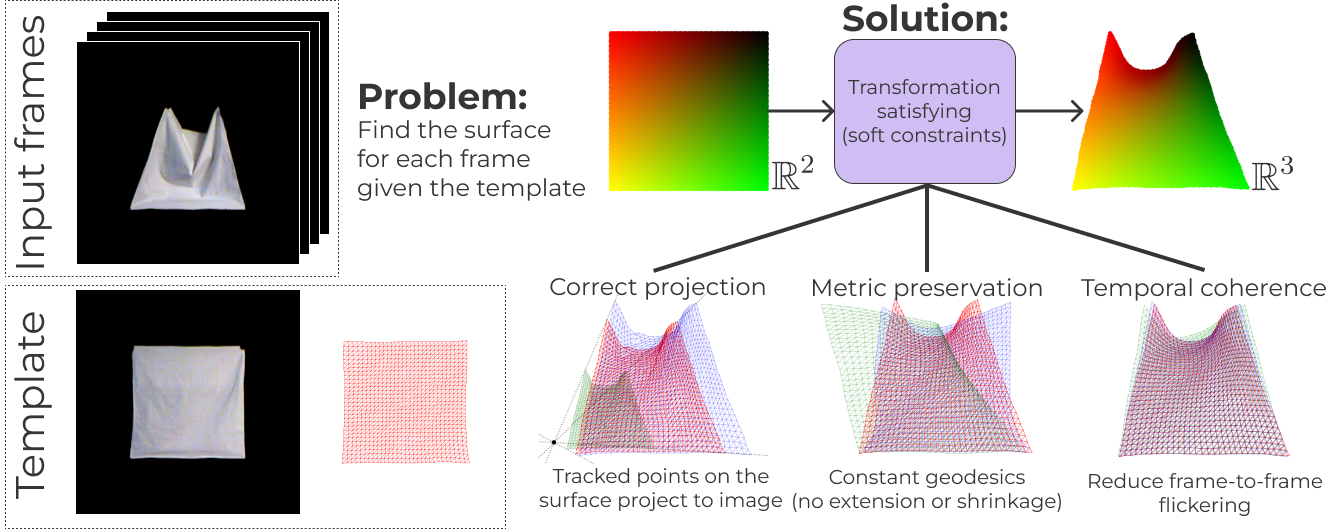 Input frames
Problem:
Find the surface
for each frame
given the template
Solution:
Transformation
satisfying
(soft constraints)
ℝ²
ℝ³
Template
Correct projection
Metric preservation
Temporal coherence
Tracked points on the
surface project to image
Constant geodesics
(no extension or shrinkage)
Reduce frame-to-frame
flickering